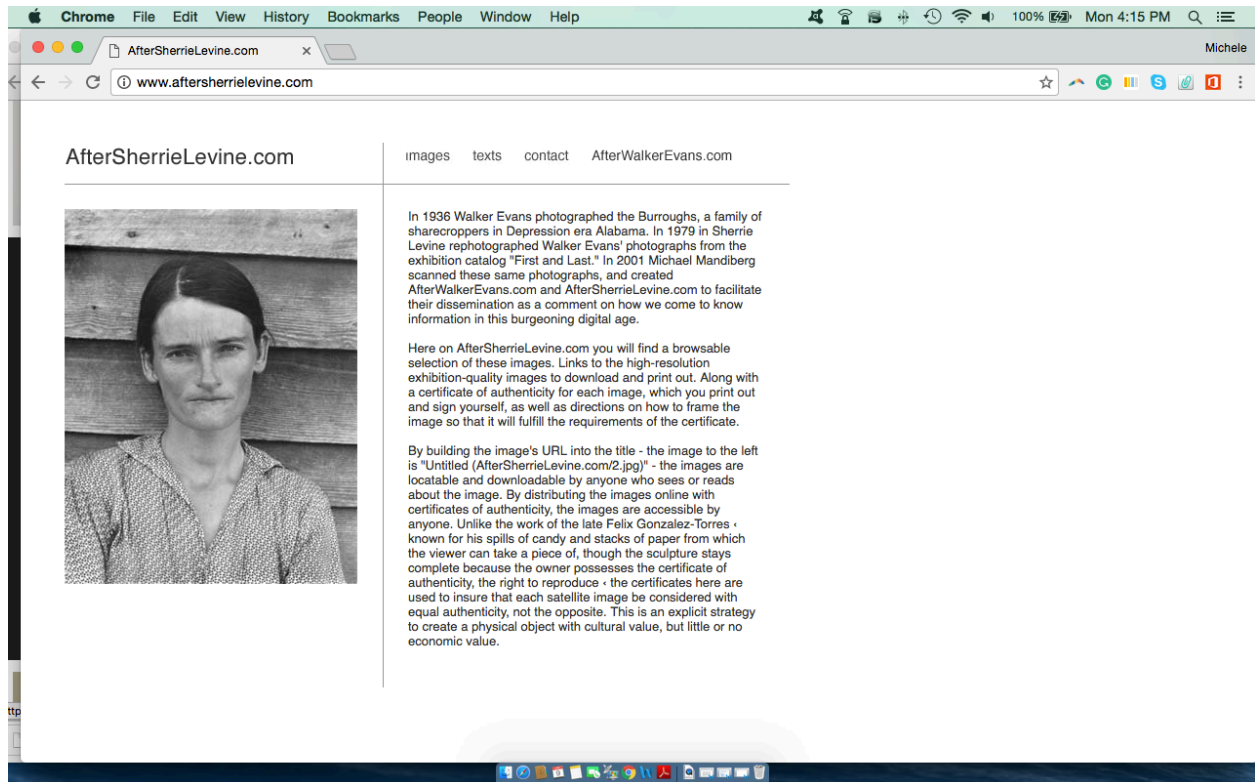 Chrome File Edit View History Bookmarks People Window Help
100%
Mon 4:15 PM
AfterSherrieLevine.com
Michele
www.aftersherrielevine.com
AfterSherrieLevine.com
images texts contact AfterWalkerEvans.com
In 1936 Walker Evans photographed the Burroughs, a family of
sharecroppers in Depression era Alabama. In 1979 in Sherrie
Levine rephotographed Walker Evans' photographs from the
exhibition catalog "First and Last." In 2001 Michael Mandiberg
scanned these same photographs, and created
AfterWalkerEvans.com and AfterSherrieLevine.com to facilitate
their dissemination as a comment on how we come to know
information in this burgeoning digital age.
Here on AfterSherrieLevine.com you will find a browsable
selection of these images. Links to the high-resolution
exhibition-quality images to download and print out. Along with
a certificate of authenticity for each image, which you print out
and sign yourself, as well as directions on how to frame the
image so that it will fulfill the requirements of the certificate.
By building the image's URL into the title - the image to the left
is "Untitled (AfterSherrieLevine.com/2.jpg)" - the images are
locatable and downloadable by anyone who sees or reads
about the image. By distributing the images online with
certificates of authenticity, the images are accessible by
anyone. Unlike the work of the late Felix Gonzalez-Torres ‹
known for his spills of candy and stacks of paper from which
the viewer can take a piece of, though the sculpture stays
complete because the owner possesses the certificate of
authenticity, the right to reproduce ‹ the certificates here are
used to insure that each satellite image be considered with
equal authenticity, not the opposite. This is an explicit strategy
to create a physical object with cultural value, but little or no
economic value.
ttp